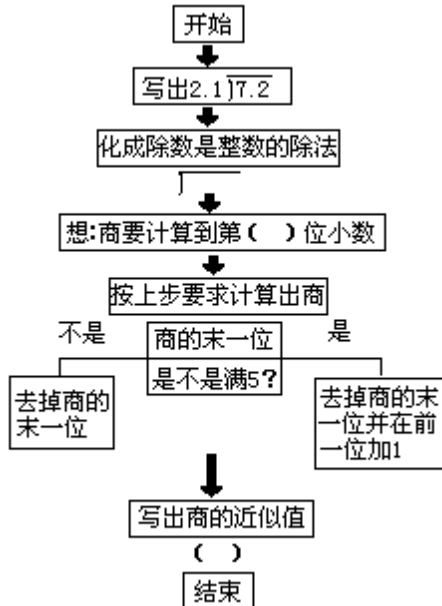 开始
写出2.1)7.2
化成除数是整数的除法
想:商要计算到第( )位小数
按上步要求计算出商
不是
商的末一位
是不是满5?
是
去掉商的
末一位
去掉商的末
一位并在前
一位加1
写出商的近似值
( )
结束